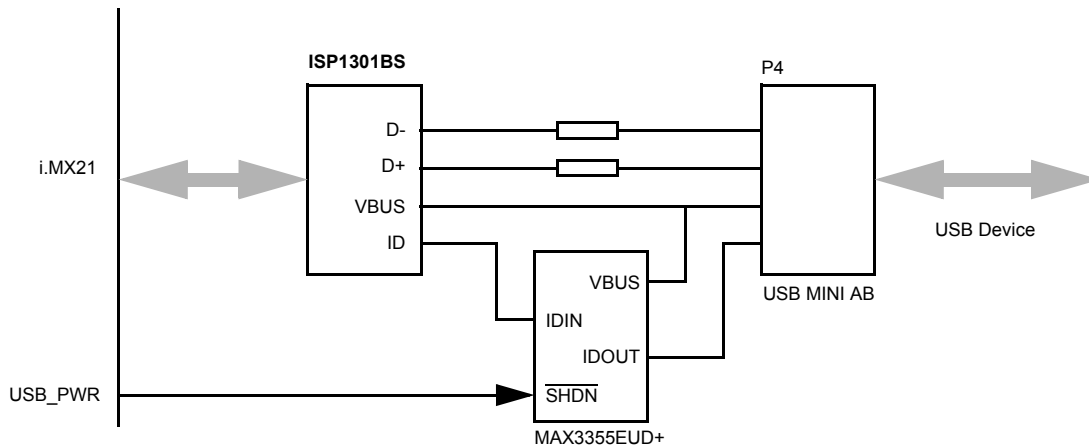 ISP1301BS
P4
D-
D+
i.MX21
VBUS
ID
USB Device
VBUS
USB MINI AB
IDIN
IDOUT
USB_PWR
SHDN
MAX3355EUD+